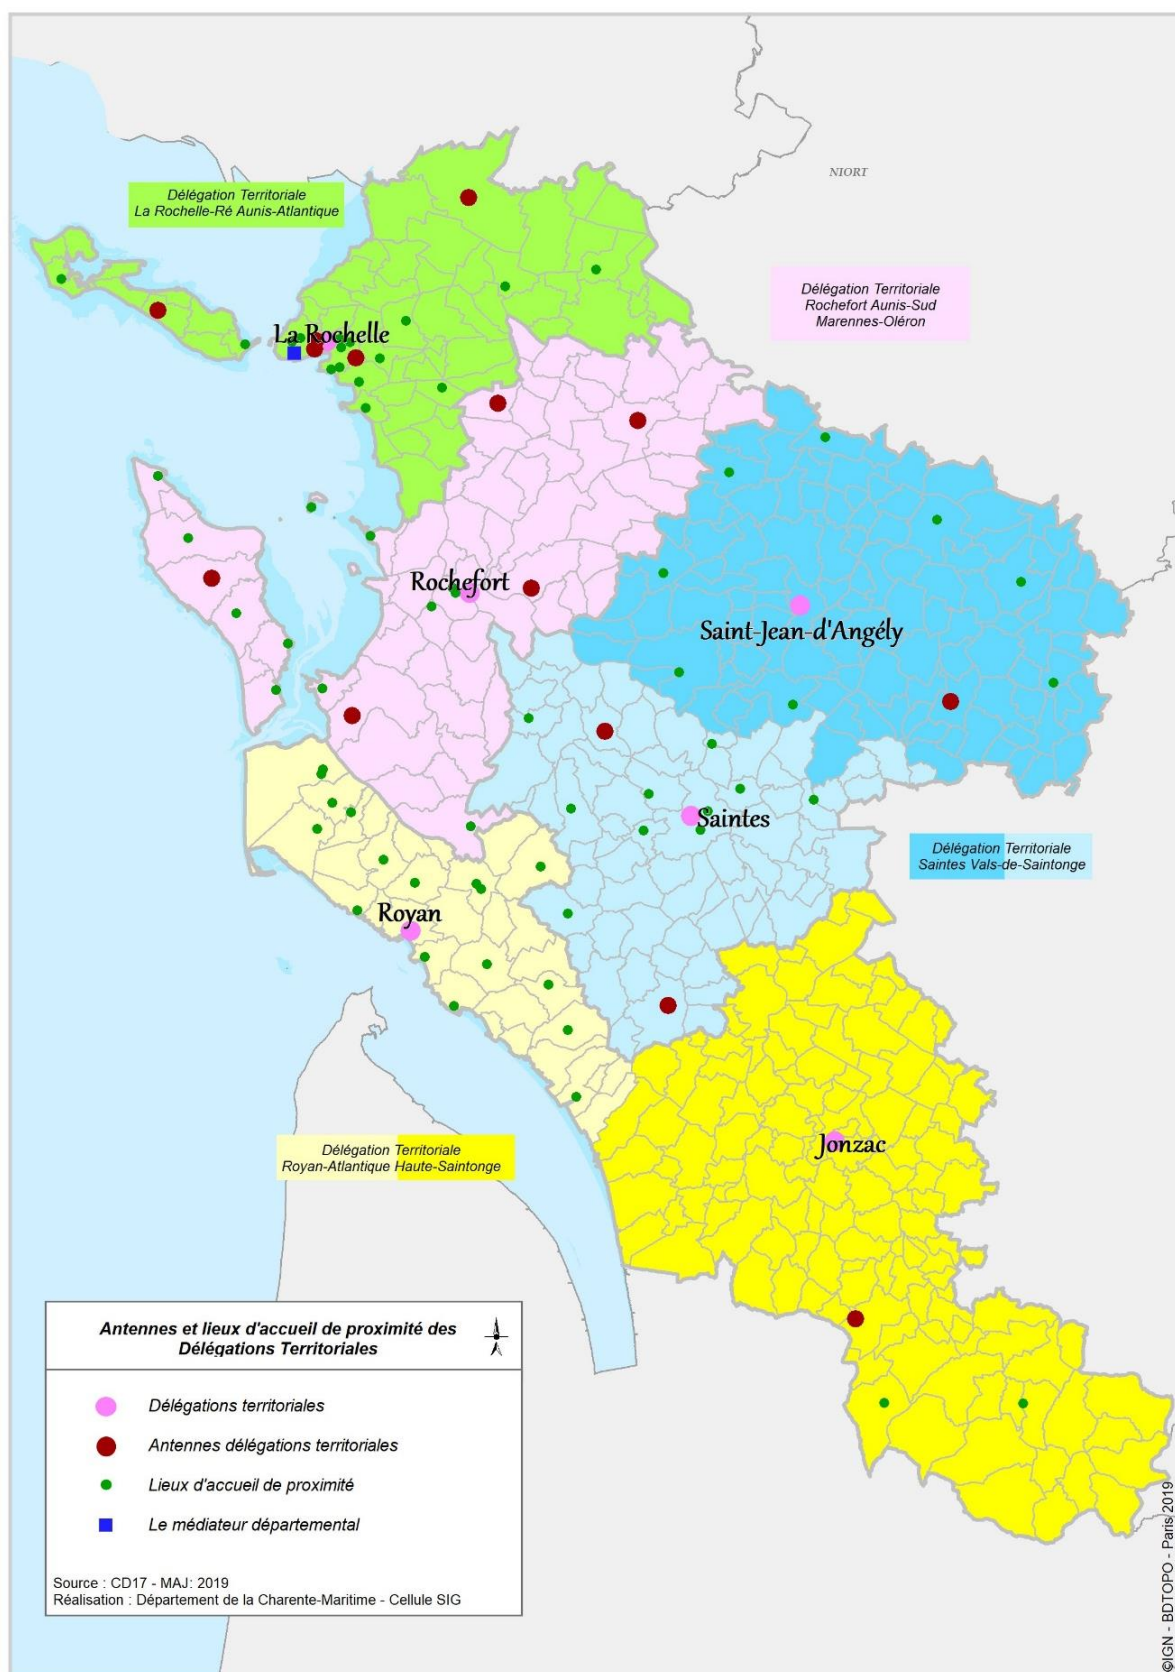 NIORT
Délégation Territoriale
La Rochelle-Ré Aunis-Atlantique
Délégation Territoriale
Rochefort Aunis-Sud
Marennes-Oléron
La Rochelle
Rochefort
Saint-Jean-d'Angély
Saintes
Délégation Territoriale
Saintes Vals-de-Saintonge
Royan
Jonzac
Délégation Territoriale
Royan-Atlantique Haute-Saintonge
Antennes et lieux d'accueil de proximité des
Délégations Territoriales
Délégations territoriales
Antennes délégations territoriales
Lieux d'accueil de proximité
Le médiateur départemental
Source : CD17 - MAJ: 2019
Réalisation : Département de la Charente-Maritime - Cellule SIG
©IGN - BDTOPO - Paris 2019